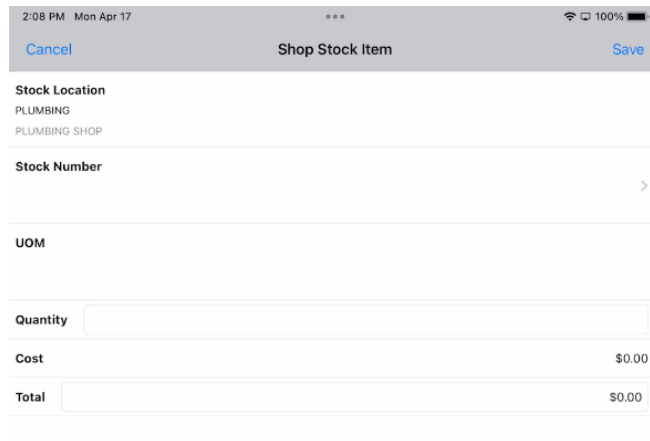 2:08 PM Mon Apr 17 100%
Cancel Shop Stock Item Save
Stock Location
PLUMBING
PLUMBING SHOP
Stock Number
UOM
Quantity
Cost $0.00
Total $0.00